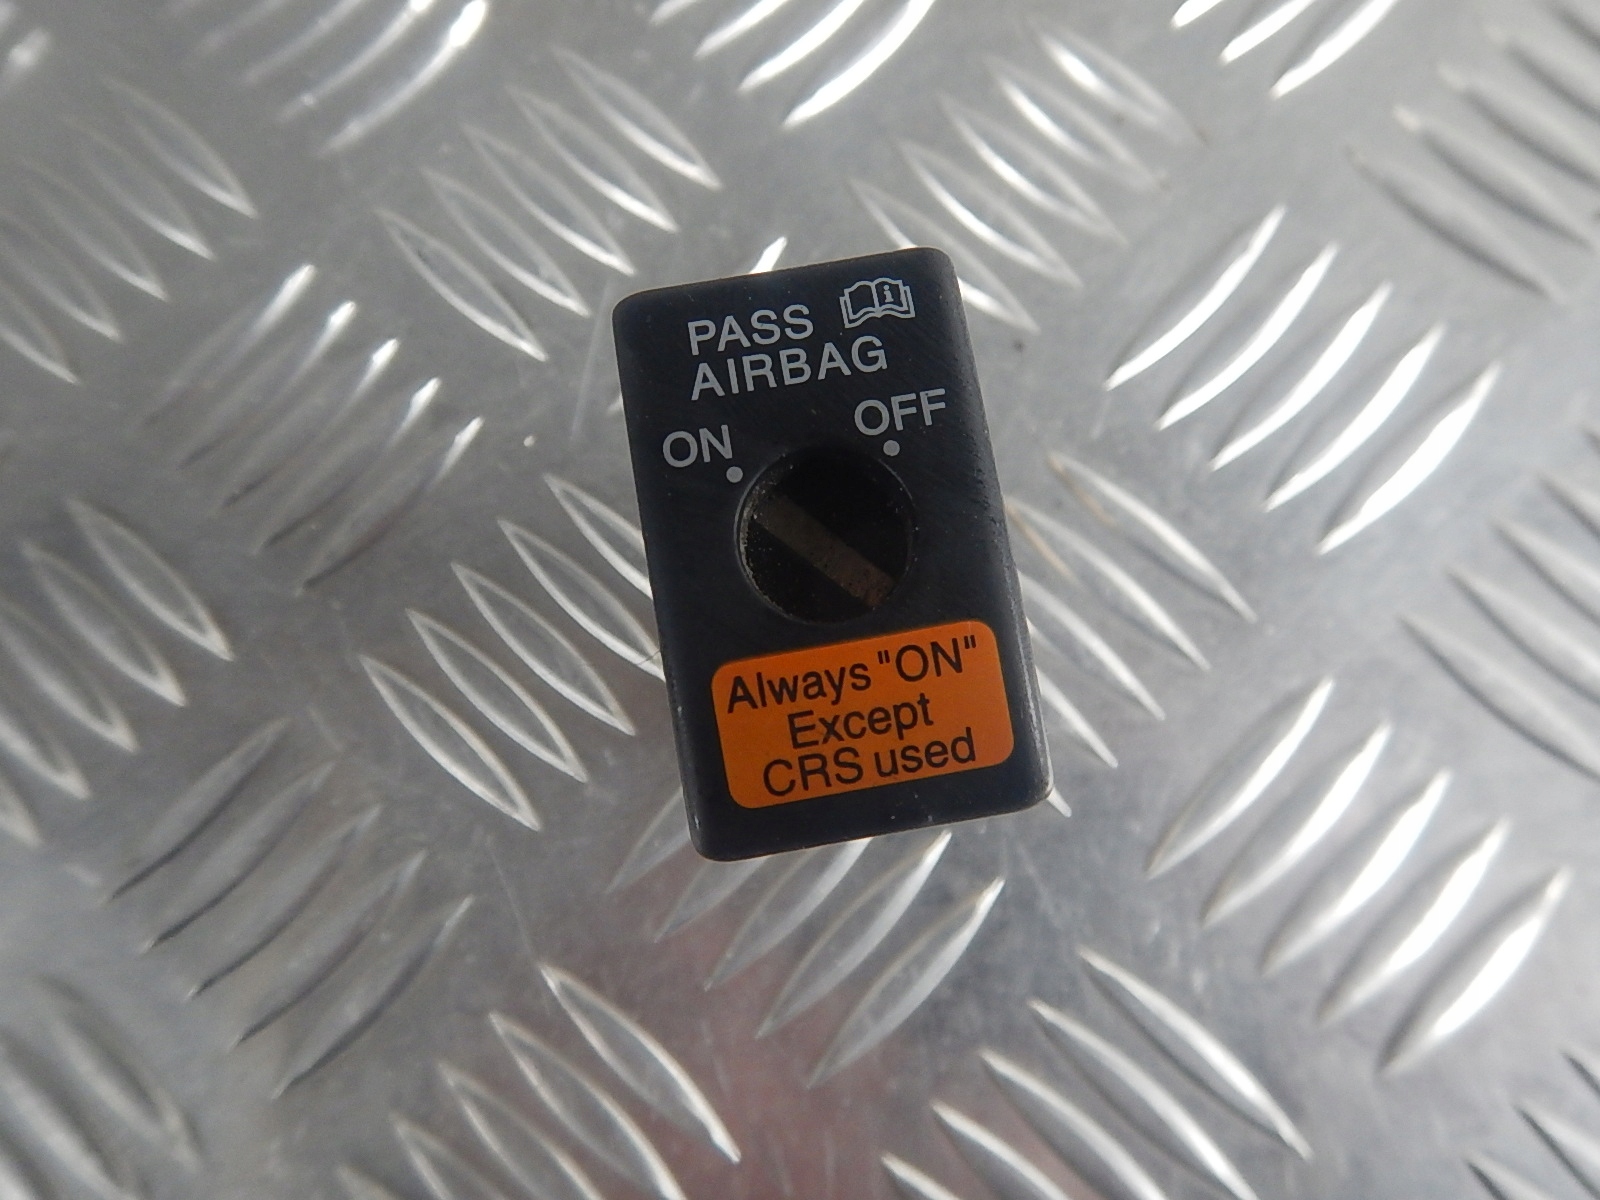 PASS i
AIRBAG
ON OFF
Always "ON"
Except
CRS used